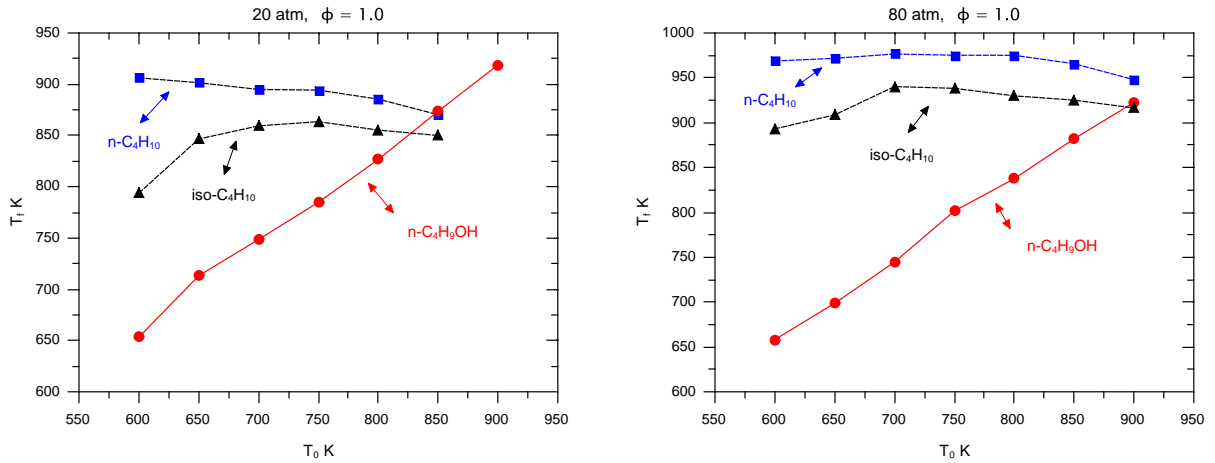 20 atm, ϕ = 1.0
950
900
850
800
750
700
650
600
T_f K
n-C₄H₁₀
iso-C₄H₁₀
n-C₄H₉OH
550 600 650 700 750 800 850 900 950
T₀ K
80 atm, ϕ = 1.0
1000
950
900
850
800
750
700
650
600
T_f K
n-C₄H₁₀
iso-C₄H₁₀
n-C₄H₉OH
550 600 650 700 750 800 850 900 950
T₀ K